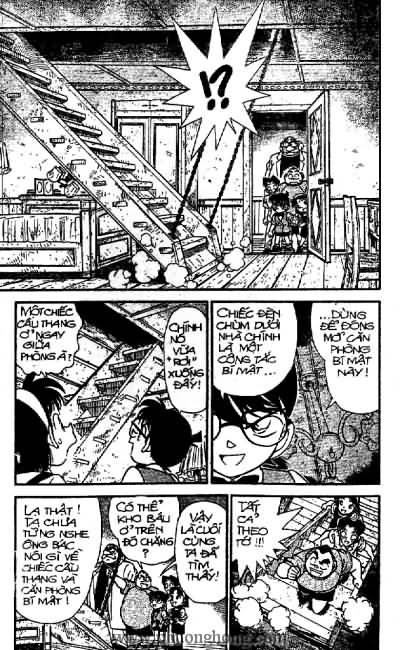 !?
MỘT CHIẾC
CẦU THANG
Ở NGAY
GIỮA
PHÒNG À!
CHÍNH
NÓ
VỪA
"RƠI"
XUỐNG
ĐÂY!
CHIẾC ĐÈN
CHÙM DƯỚI
NHÀ CHÍNH
LÀ MỘT
CÔNG TẮC
BÍ MẬT...
...DÙNG
ĐỂ ĐÓNG
MỞ CĂN
PHÒNG
BÍ MẬT
NÀY!
LẠ THẬT!
TA CHƯA
TỪNG NGHE
ÔNG BÁC
NÓI GÌ VỀ
CHIẾC CẦU
THANG VÀ
CĂN PHÒNG
BÍ MẬT!
CÓ THỂ
KHO BÁU
Ở TRÊN
ĐÓ CHĂNG?
VẬY
LÀ CUỐI
CÙNG
TA ĐÃ
TÌM
THẤY!
TẤT
CẢ
THEO
TỚ!!!